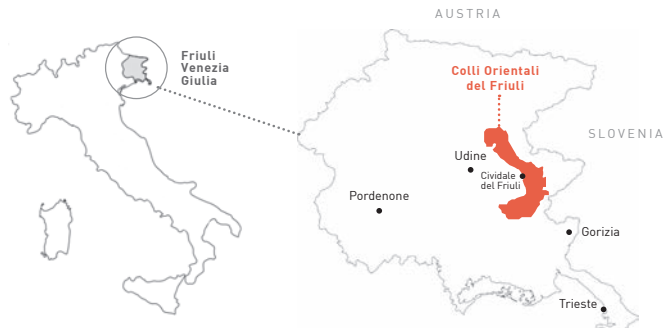 AUSTRIA
Friuli
Venezia
Giulia
Colli Orientali
del Friuli
SLOVENIA
Udine
Cividale
del Friuli
Pordenone
Gorizia
Trieste